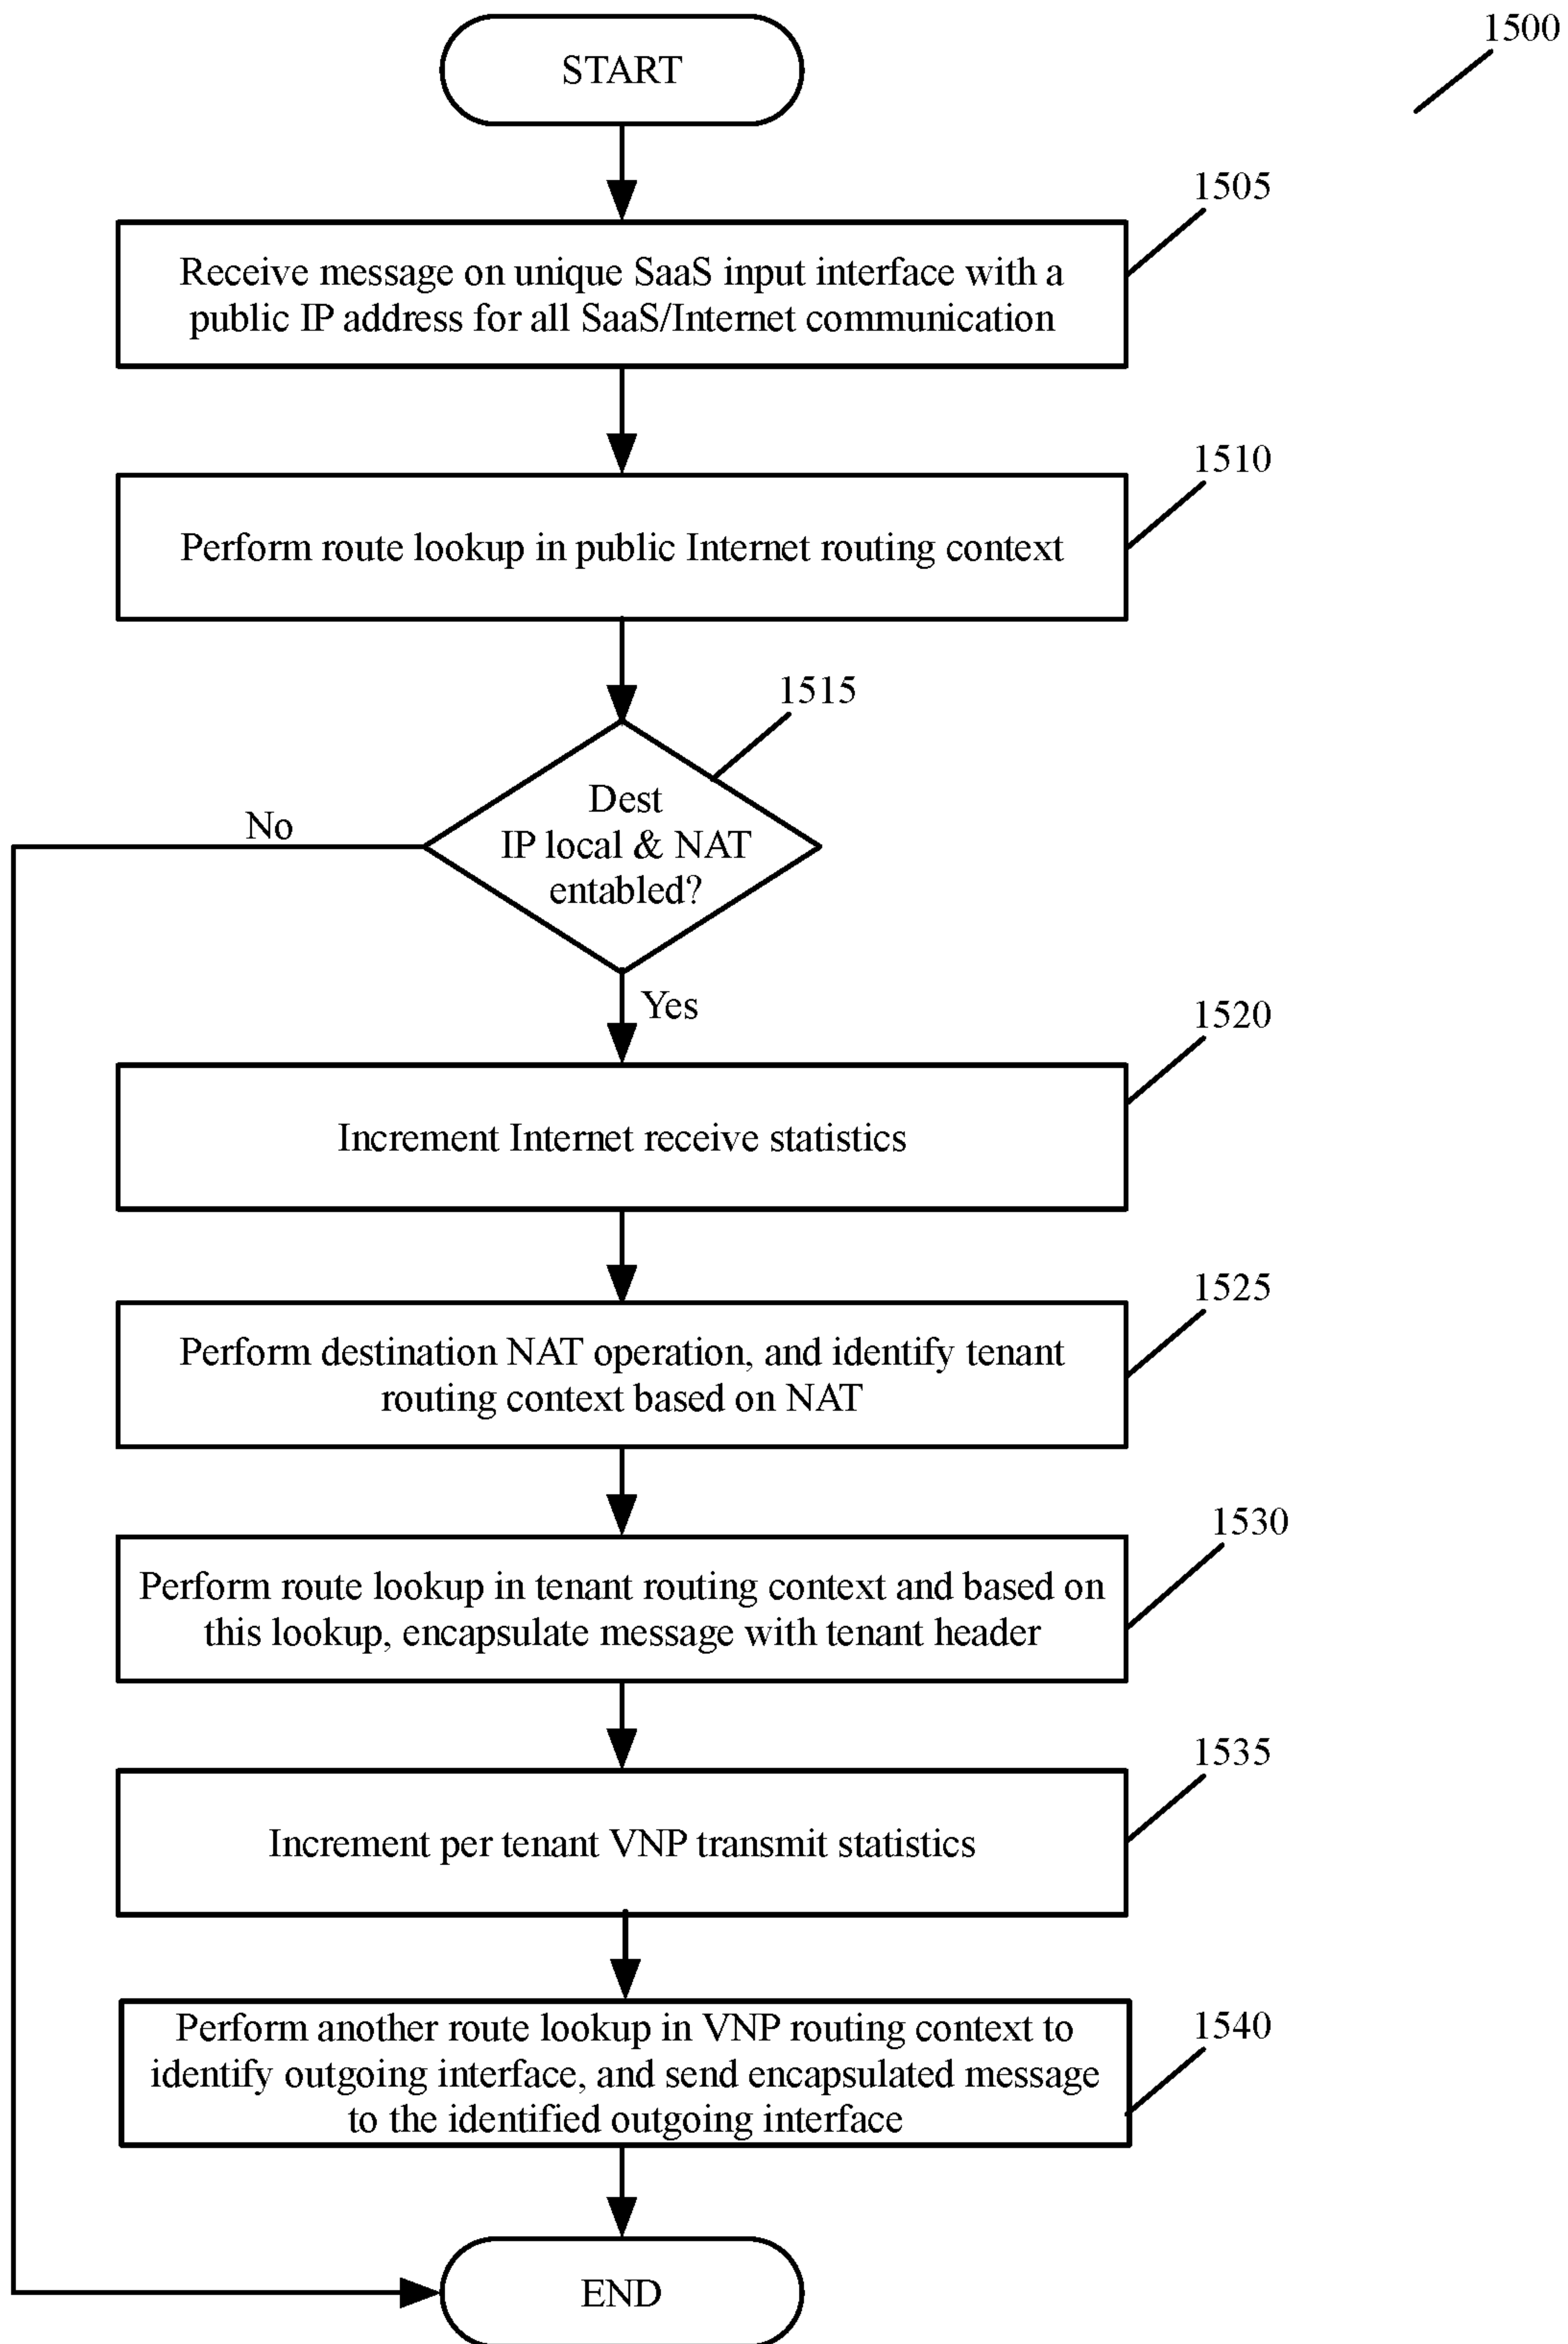 1500
START
1505
Receive message on unique SaaS input interface with a
public IP address for all SaaS/Internet communication
1510
Perform route lookup in public Internet routing context
1515
Dest
IP local & NAT
entabled?
No
Yes
1520
Increment Internet receive statistics
1525
Perform destination NAT operation, and identify tenant
routing context based on NAT
1530
Perform route lookup in tenant routing context and based on
this lookup, encapsulate message with tenant header
1535
Increment per tenant VNP transmit statistics
1540
Perform another route lookup in VNP routing context to
identify outgoing interface, and send encapsulated message
to the identified outgoing interface
END